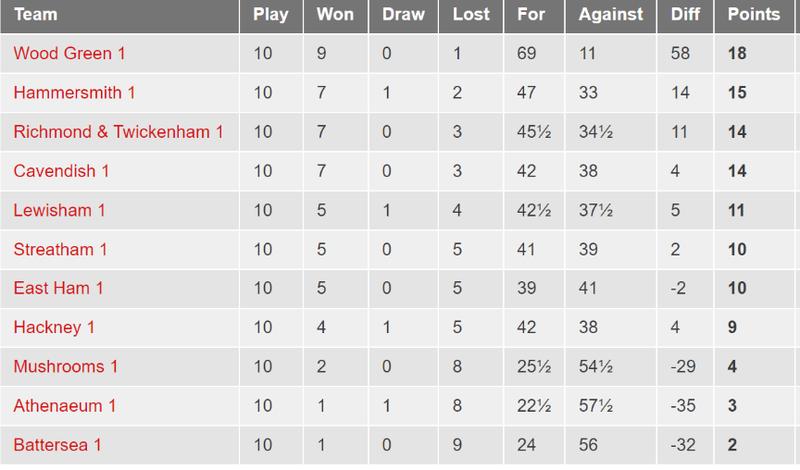 Team Play Won Draw Lost For Against Diff Points
Wood Green 1 10 9 0 1 69 11 58 18
Hammersmith 1 10 7 1 2 47 33 14 15
Richmond & Twickenham 1 10 7 0 3 45½ 34½ 11 14
Cavendish 1 10 7 0 3 42 38 4 14
Lewisham 1 10 5 1 4 42½ 37½ 5 11
Streatham 1 10 5 0 5 41 39 2 10
East Ham 1 10 5 0 5 39 41 -2 10
Hackney 1 10 4 1 5 42 38 4 9
Mushrooms 1 10 2 0 8 25½ 54½ -29 4
Athenaeum 1 10 1 1 8 22½ 57½ -35 3
Battersea 1 10 1 0 9 24 56 -32 2